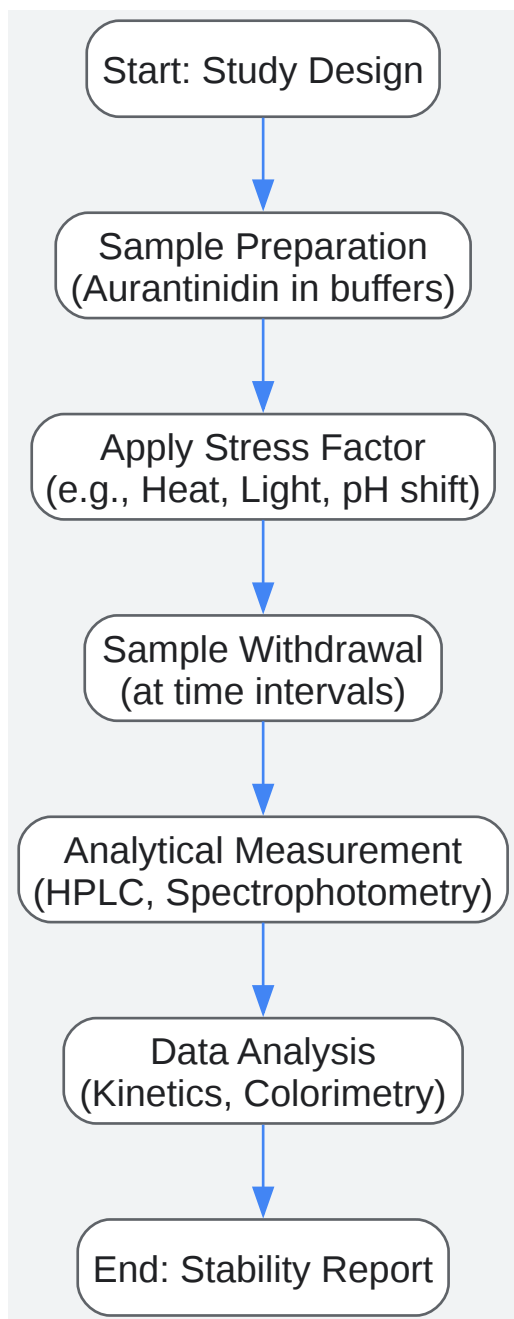 Start: Study Design
Sample Preparation
(Aurantinidin in buffers)
Apply Stress Factor
(e.g., Heat, Light, pH shift)
Sample Withdrawal
(at time intervals)
Analytical Measurement
(HPLC, Spectrophotometry)
Data Analysis
(Kinetics, Colorimetry)
End: Stability Report